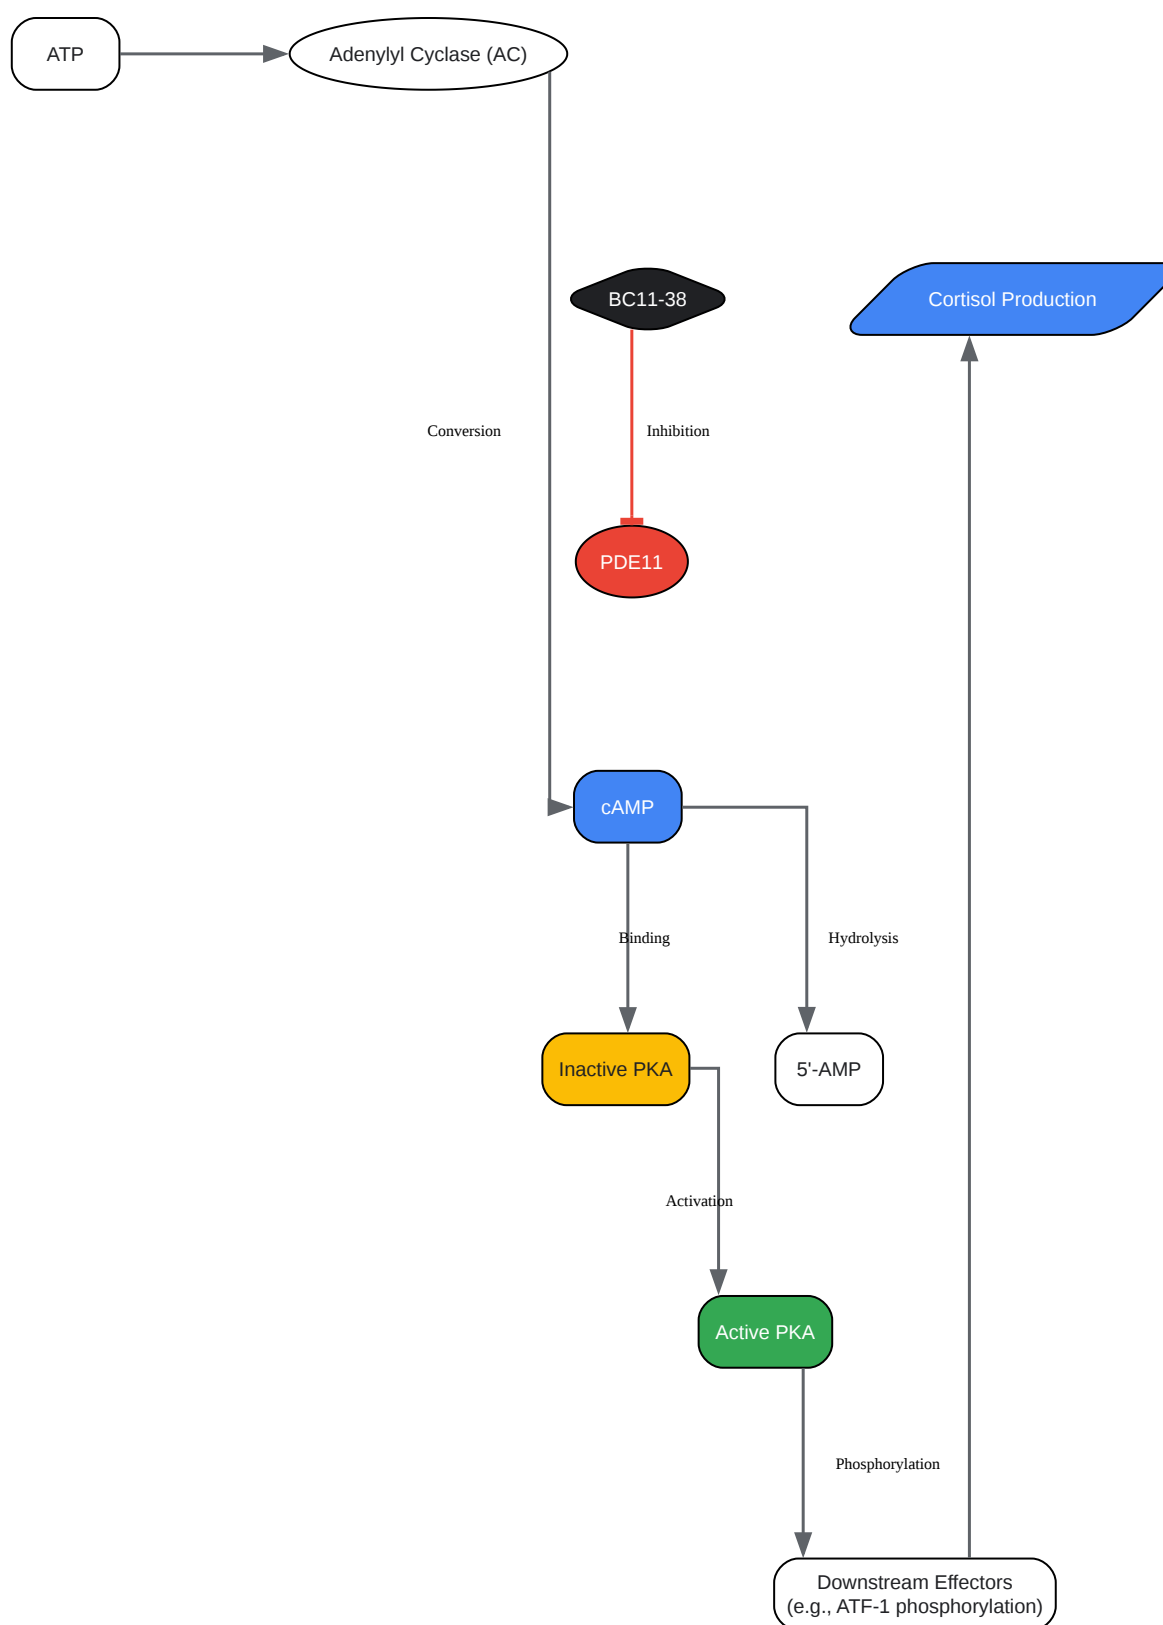 ATP
Adenylyl Cyclase (AC)
BC11-38
Cortisol Production
Conversion
Inhibition
PDE11
cAMP
Binding
Hydrolysis
Inactive PKA
5'-AMP
Activation
Active PKA
Phosphorylation
Downstream Effectors
(e.g., ATF-1 phosphorylation)